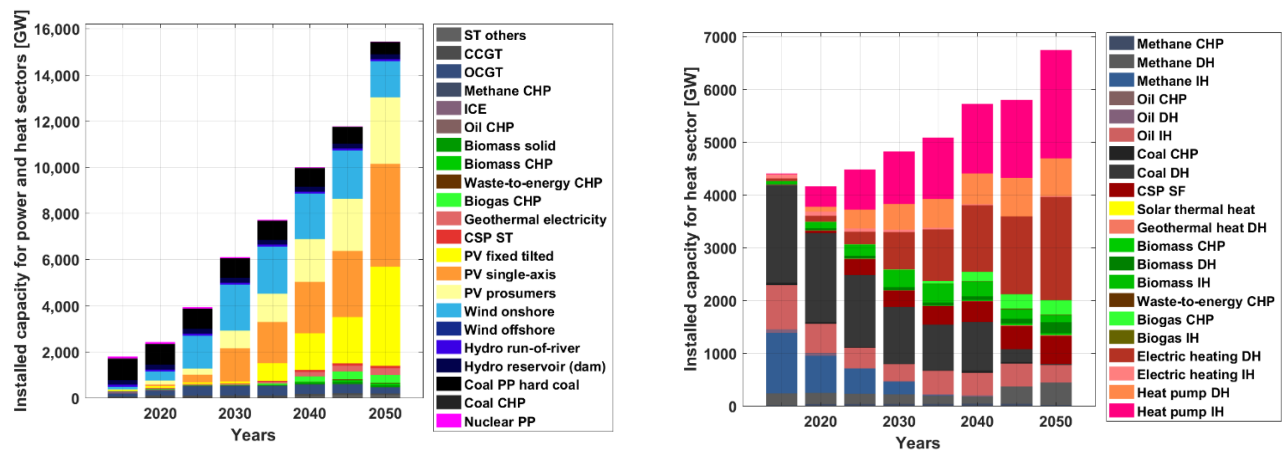 Installed capacity for power and heat sectors [GW]
16,000
14,000
12,000
10,000
8,000
6,000
4,000
2,000
0
2020
2030
2040
2050
Years
ST others
CCGT
OCGT
Methane CHP
ICE
Oil CHP
Biomass solid
Biomass CHP
Waste-to-energy CHP
Biogas CHP
Geothermal electricity
CSP ST
PV fixed tilted
PV single-axis
PV prosumers
Wind onshore
Wind offshore
Hydro run-of-river
Hydro reservoir (dam)
Coal PP hard coal
Coal CHP
Nuclear PP
Installed capacity for heat sector [GW]
7000
6000
5000
4000
3000
2000
1000
0
2020
2030
2040
2050
Years
Methane CHP
Methane DH
Methane IH
Oil CHP
Oil DH
Oil IH
Coal CHP
Coal DH
CSP SF
Solar thermal heat
Geothermal heat DH
Biomass CHP
Biomass DH
Biomass IH
Waste-to-energy CHP
Biogas CHP
Biogas IH
Electric heating DH
Electric heating IH
Heat pump DH
Heat pump IH